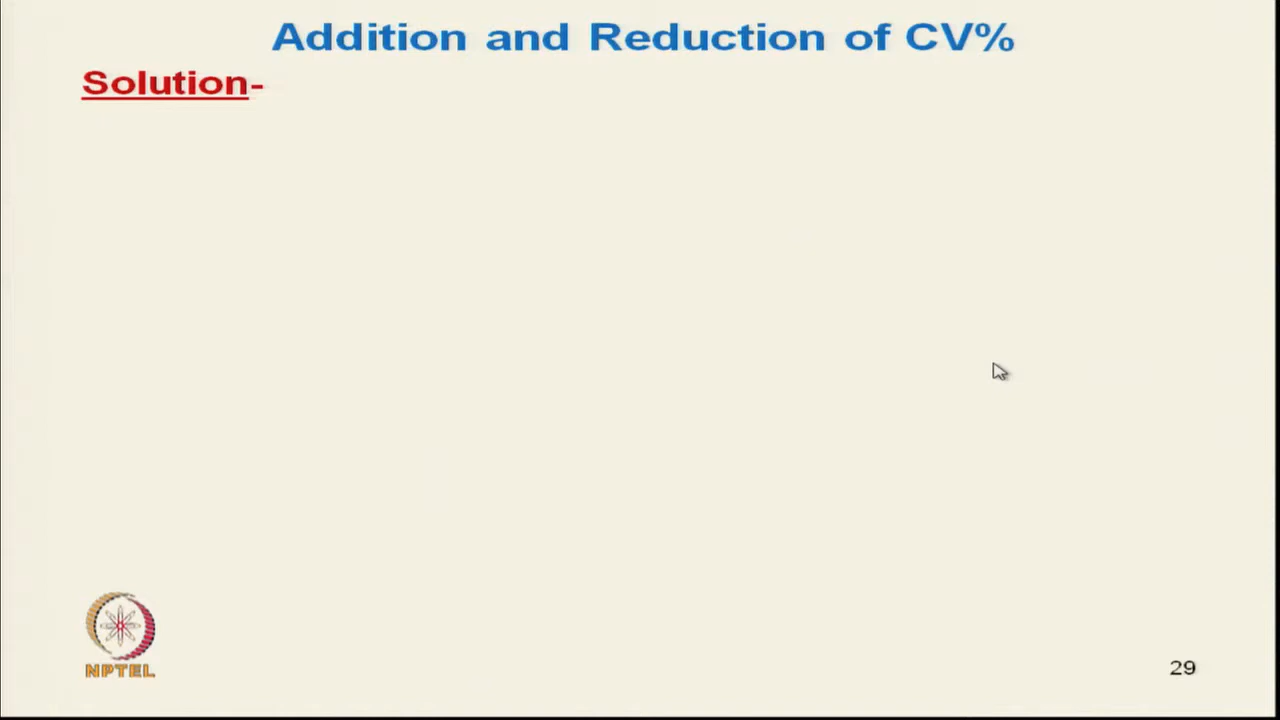 Addition and Reduction of CV%
Solution-
NPTEL
29